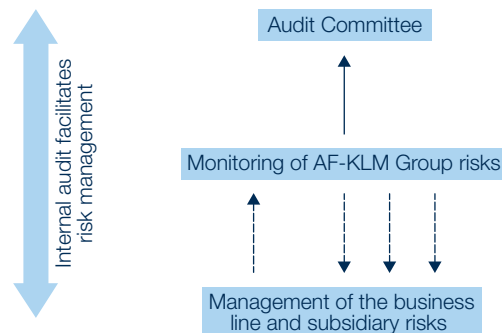 Audit Committee
Internal audit facilitates
risk management
Monitoring of AF-KLM Group risks
Management of the business
line and subsidiary risks